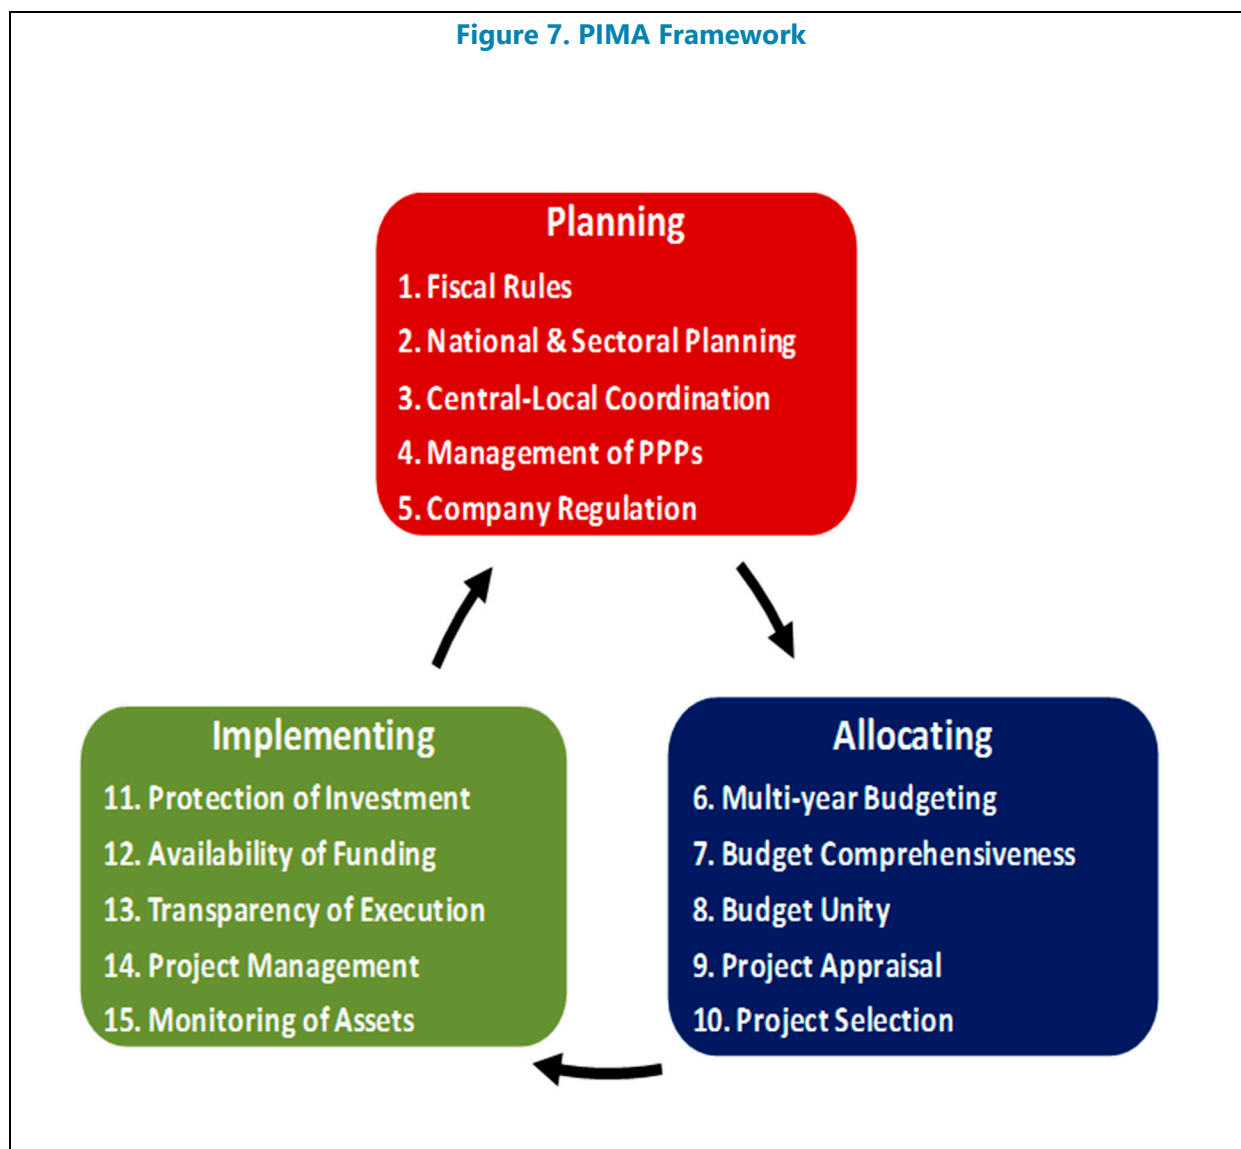 Figure 7. PIMA Framework
Planning
1. Fiscal Rules
2. National & Sectoral Planning
3. Central-Local Coordination
4. Management of PPPs
5. Company Regulation
Allocating
6. Multi-year Budgeting
7. Budget Comprehensiveness
8. Budget Unity
9. Project Appraisal
10. Project Selection
Implementing
11. Protection of Investment
12. Availability of Funding
13. Transparency of Execution
14. Project Management
15. Monitoring of Assets